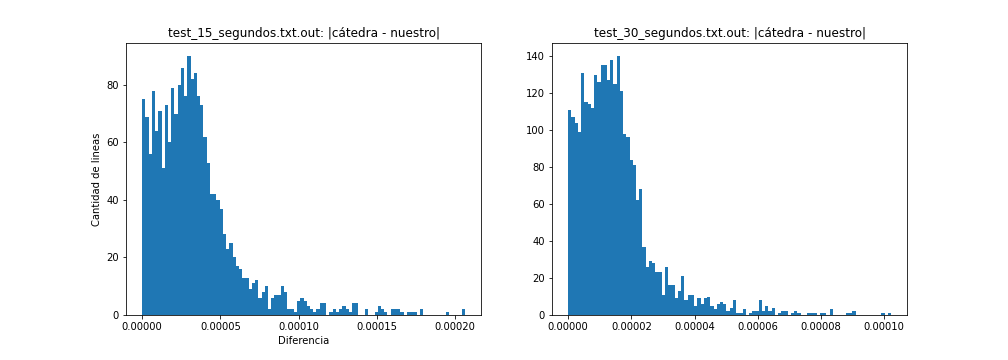 test_15_segundos.txt.out: |cátedra - nuestro|
Cantidad de lineas
80
60
40
20
0
0.00000 0.00005 0.00010 0.00015 0.00020
Diferencia
test_30_segundos.txt.out: |cátedra - nuestro|
140
120
100
80
60
40
20
0
0.00000 0.00002 0.00004 0.00006 0.00008 0.00010